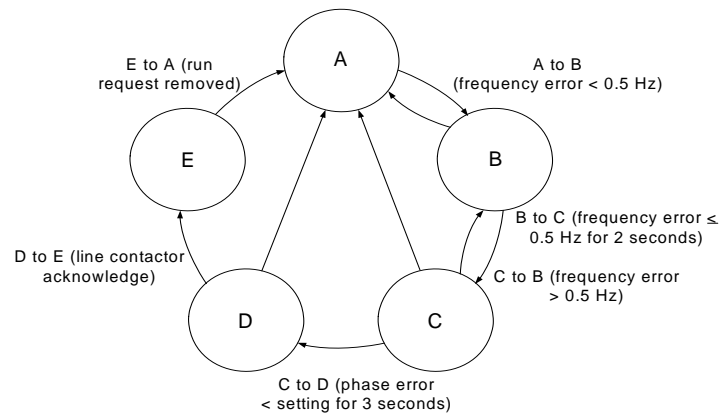 A
E to A (run
request removed)
A to B
(frequency error < 0.5 Hz)
E
B
B to C (frequency error ≤
0.5 Hz for 2 seconds)
D to E (line contactor
acknowledge)
C to B (frequency error
> 0.5 Hz)
D
C
C to D (phase error
< setting for 3 seconds)